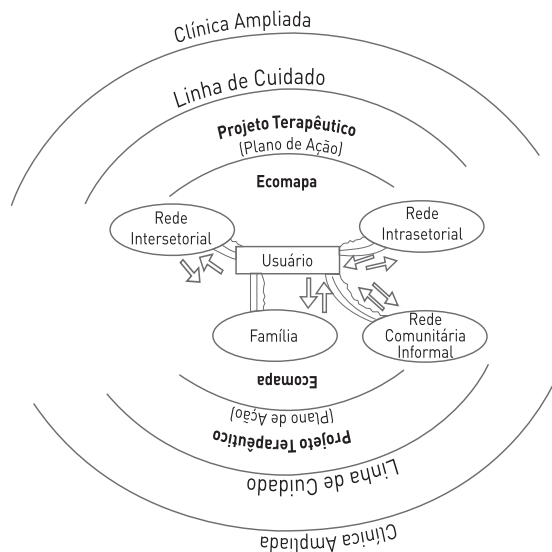 Clínica Ampliada
Linha de Cuidado
Projeto Terapêutico
(Plano de Ação)
Ecomapa
Rede
Intersetorial
Rede
Intrasetorial
Usuário
Família
Rede
Comunitária
Informal
Ecomapa
(Plano de Ação)
Projeto Terapêutico
Linha de Cuidado
Clínica Ampliada